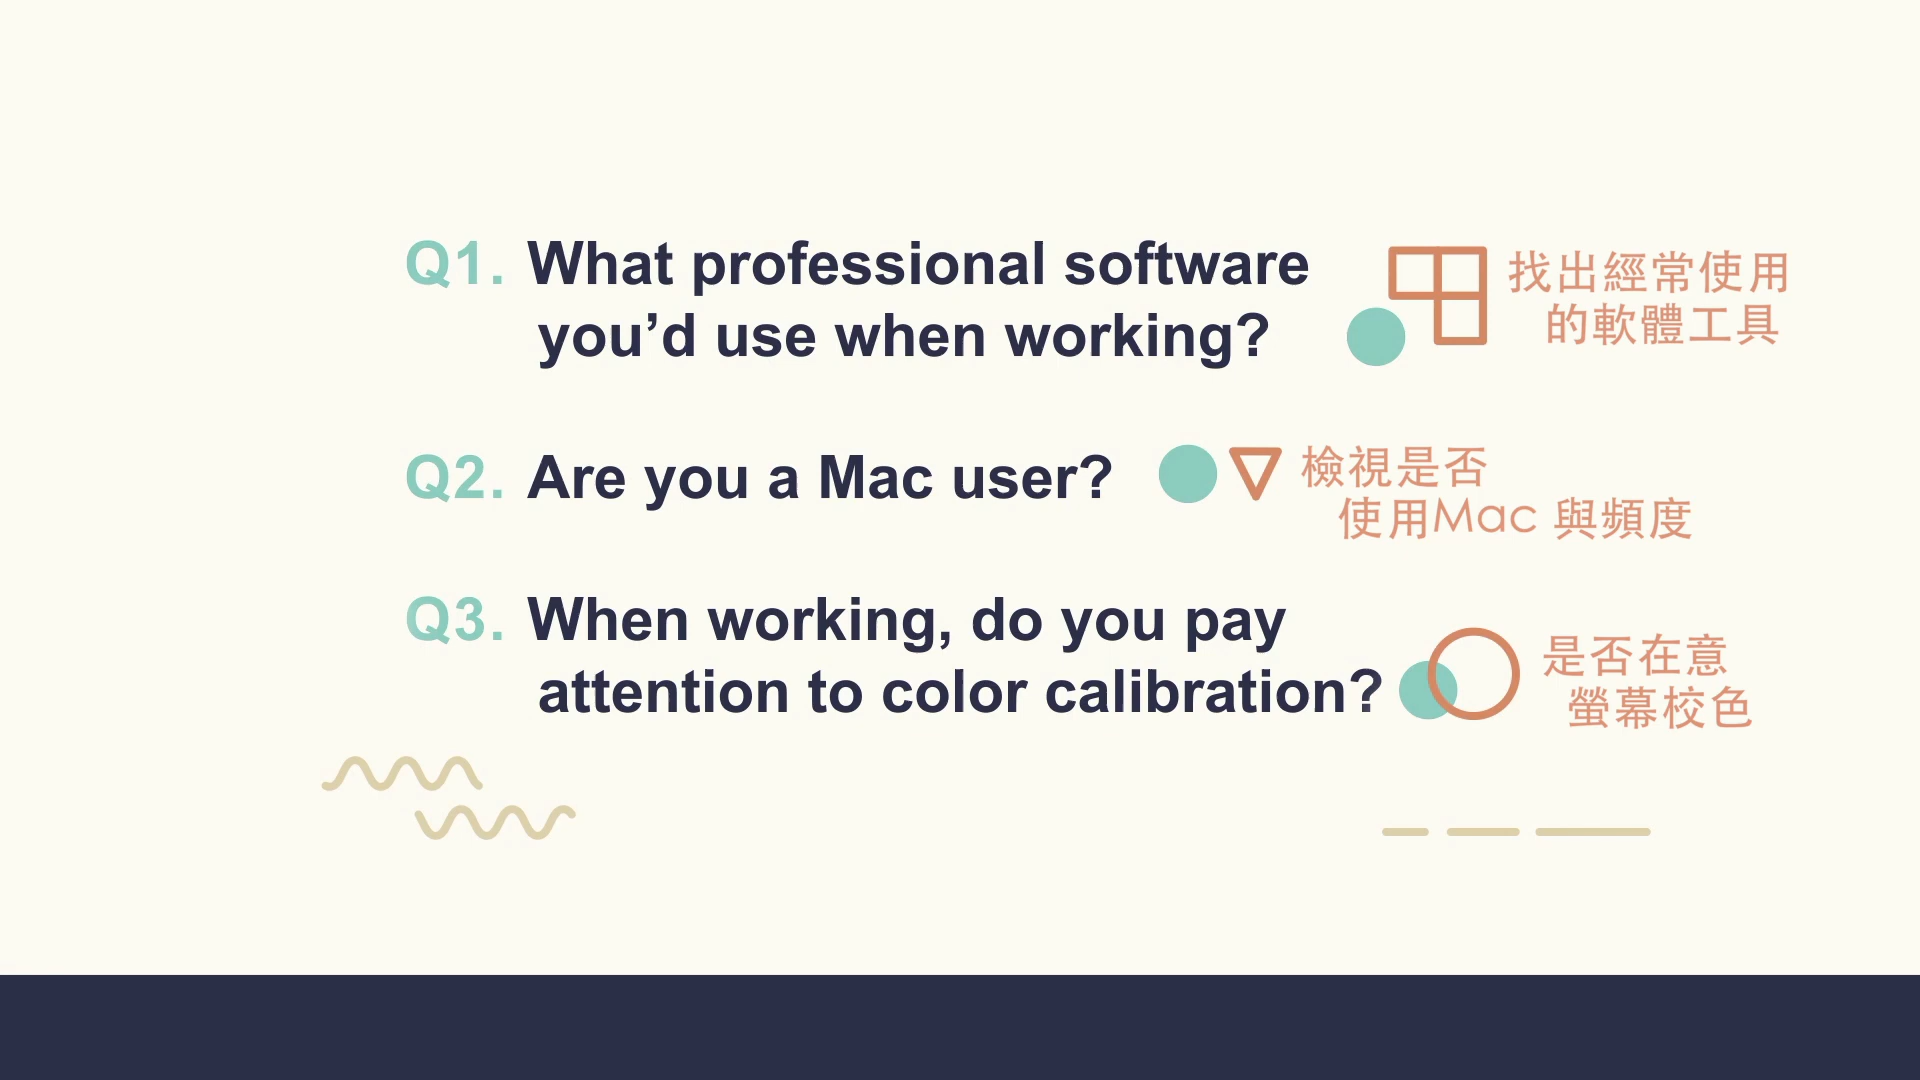 Q1. What professional software
you’d use when working?
找出經常使用
的軟體工具
Q2. Are you a Mac user?
檢視是否
使用Mac 與頻度
Q3. When working, do you pay
attention to color calibration?
是否在意
螢幕校色